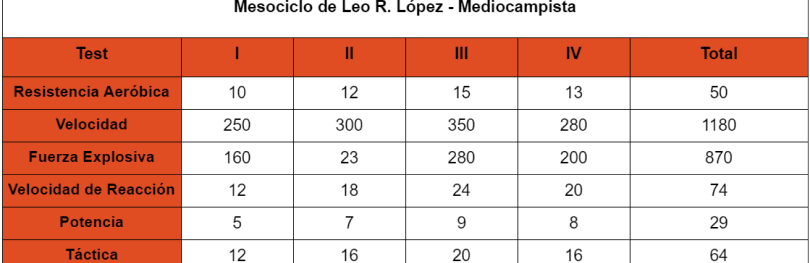 Mesociclo de Leo R. López - Mediocampista
Test I II III IV Total
Resistencia Aeróbica 10 12 15 13 50
Velocidad 250 300 350 280 1180
Fuerza Explosiva 160 23 280 200 870
Velocidad de Reacción 12 18 24 20 74
Potencia 5 7 9 8 29
Táctica 12 16 20 16 64